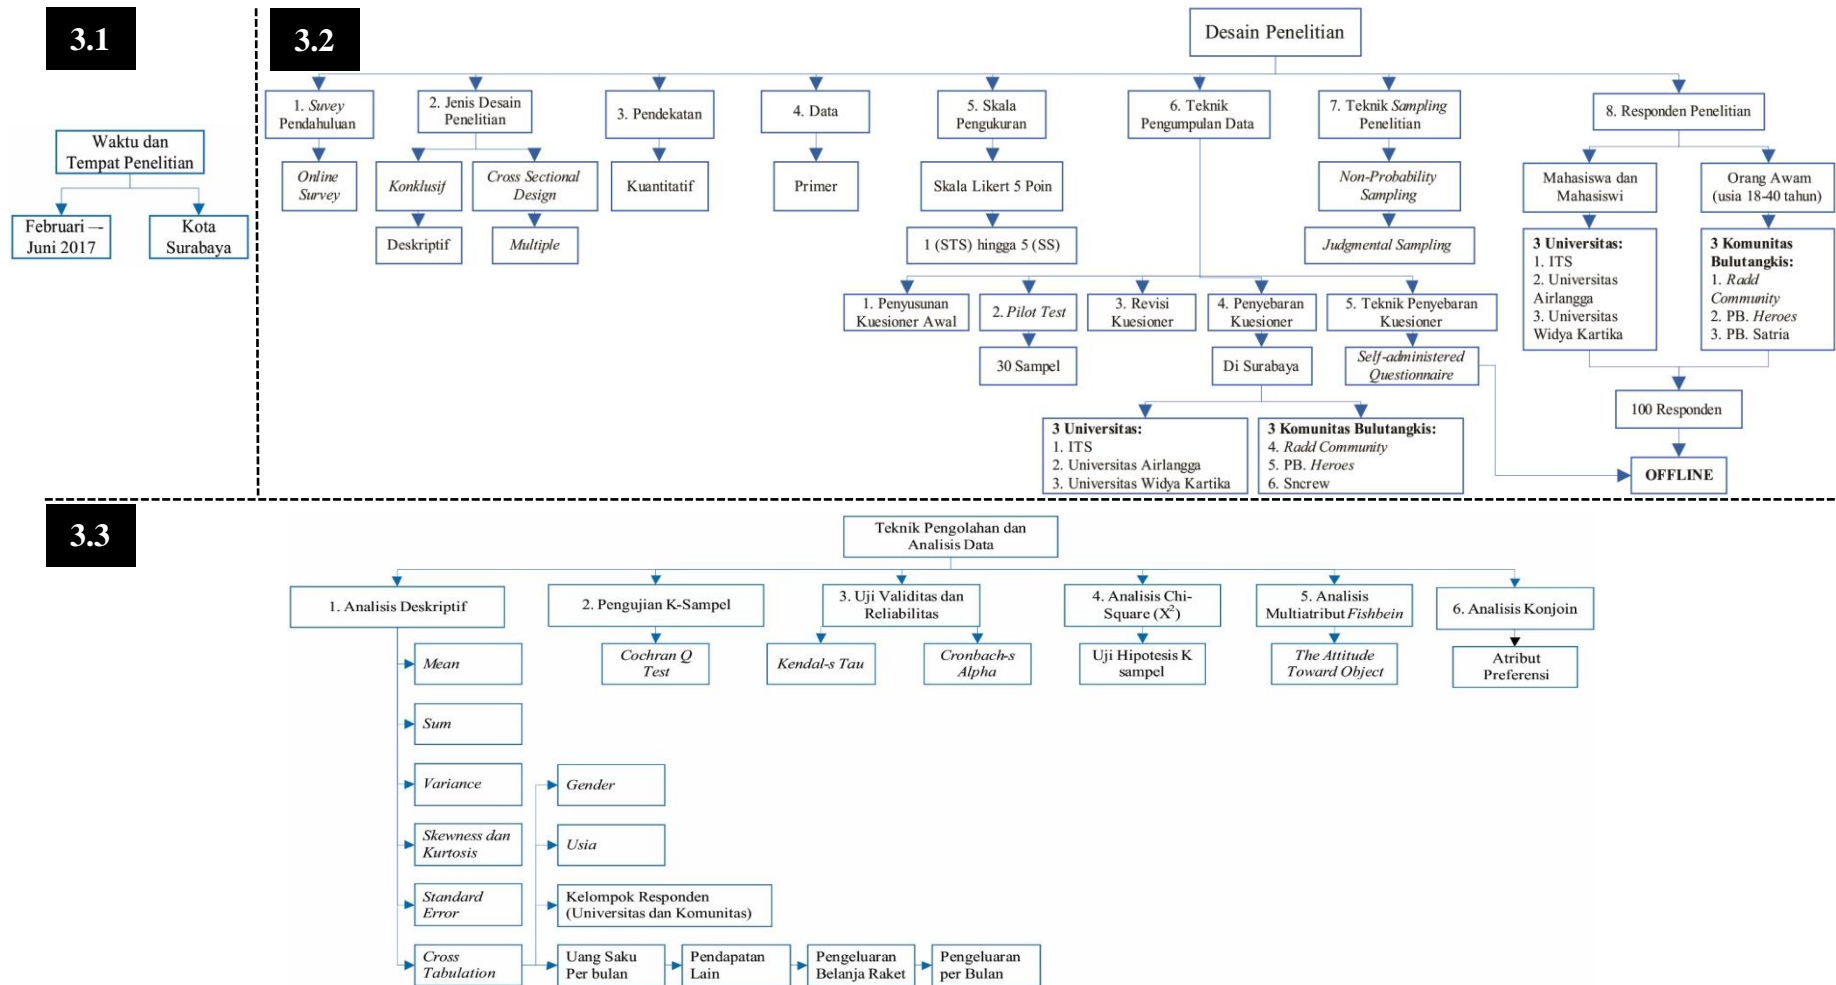 3.1
Waktu dan
Tempat Penelitian
Februari –-
Juni 2017
Kota
Surabaya
3.2
Desain Penelitian
1. Suvey
Pendahuluan
Online
Survey
2. Jenis Desain
Penelitian
Konklusif
Deskriptif
Cross Sectional
Design
Multiple
3. Pendekatan
Kuantitatif
4. Data
Primer
5. Skala
Pengukuran
Skala Likert 5 Poin
1 (STS) hingga 5 (SS)
6. Teknik
Pengumpulan Data
1. Penyusunan
Kuesioner Awal
2. Pilot Test
30 Sampel
3. Revisi
Kuesioner
4. Penyebaran
Kuesioner
Di Surabaya
3 Universitas:
1. ITS
2. Universitas Airlangga
3. Universitas Widya Kartika
3 Komunitas Bulutangkis:
4. Radd Community
5. PB. Heroes
6. Sncrew
5. Teknik Penyebaran
Kuesioner
Self-administered
Questionnaire
7. Teknik Sampling
Penelitian
Non-Probability
Sampling
Judgmental Sampling
8. Responden Penelitian
Mahasiswa dan
Mahasiswi
3 Universitas:
1. ITS
2. Universitas
Airlangga
3. Universitas
Widya Kartika
Orang Awam
(usia 18-40 tahun)
3 Komunitas
Bulutangkis:
1. Radd
Community
2. PB. Heroes
3. PB. Satria
100 Responden
OFFLINE
3.3
Teknik Pengolahan dan
Analisis Data
1. Analisis Deskriptif
Mean
Sum
Variance
Skewness dan
Kurtosis
Standard
Error
Cross
Tabulation
Gender
Usia
Kelompok Responden
(Universitas dan Komunitas)
Uang Saku
Per bulan
Pendapatan
Lain
Pengeluaran
Belanja Raket
Pengeluaran
per Bulan
2. Pengujian K-Sampel
Cochran Q
Test
3. Uji Validitas dan
Reliabilitas
Kendal-s Tau
Cronbach-s
Alpha
4. Analisis Chi-
Square (X²)
Uji Hipotesis K
sampel
5. Analisis
Multiatribut Fishbein
The Attitude
Toward Object
6. Analisis Konjoin
Atribut
Preferensi